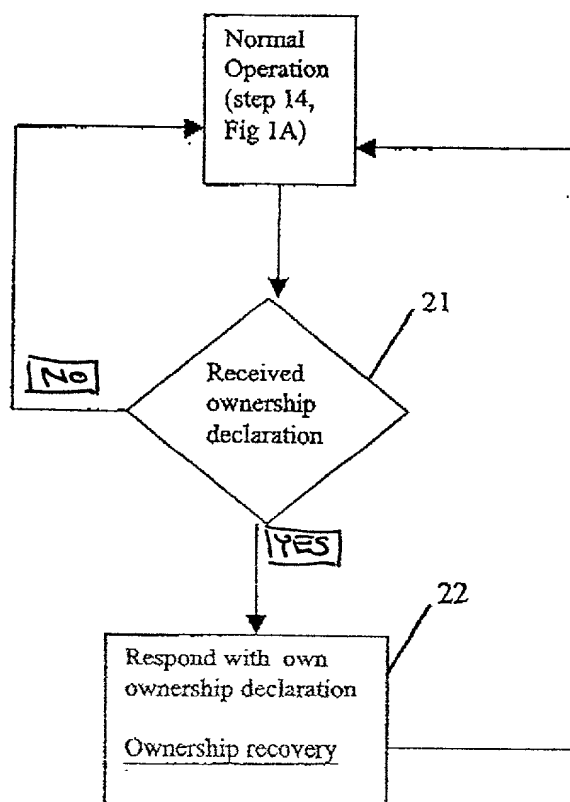 Normal
Operation
(step 14,
Fig 1A)
21
NO
Received
ownership
declaration
YES
22
Respond with own
ownership declaration
Ownership recovery